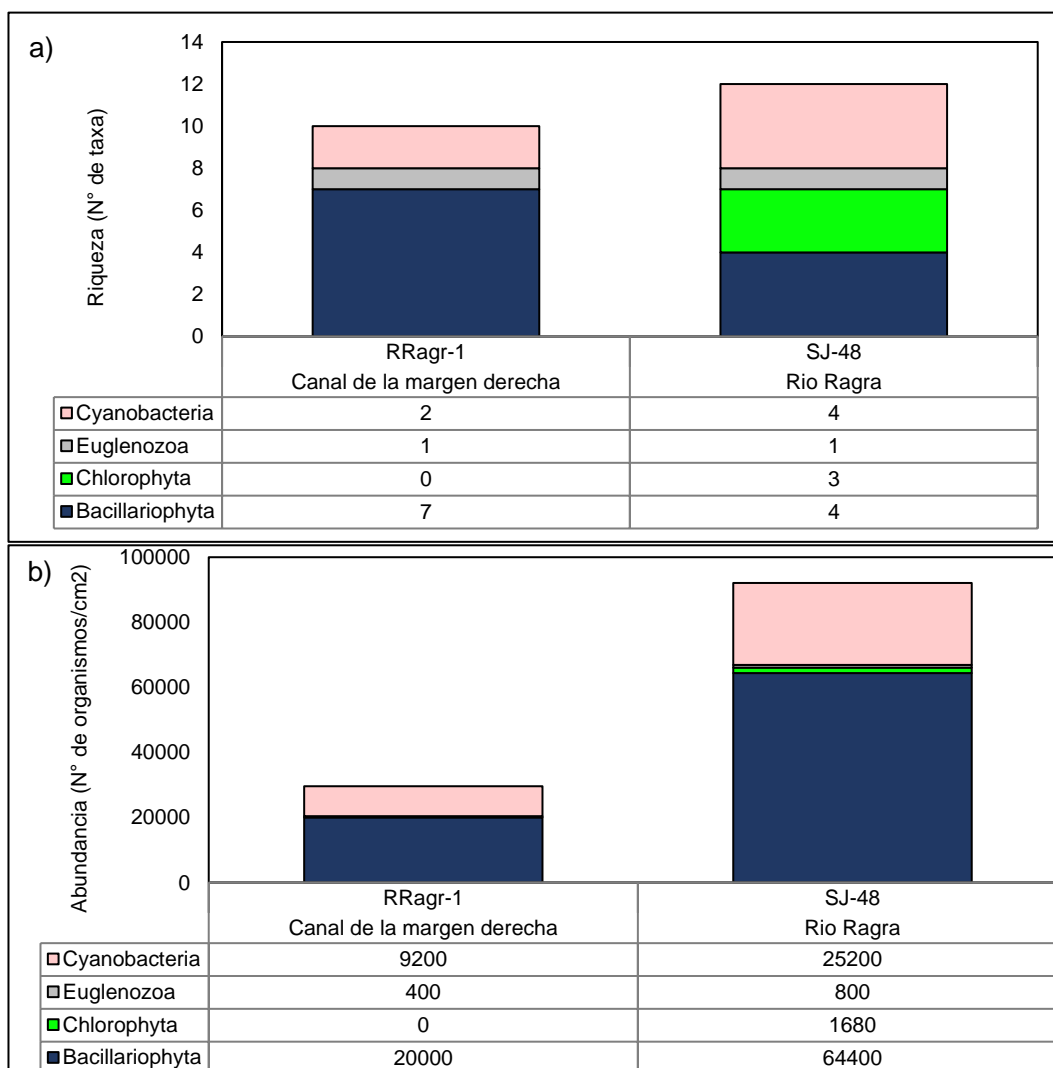 a)
Riqueza (N° de taxa)
14
12
10
8
6
4
2
0
RRagr-1 SJ-48
Canal de la margen derecha Rio Ragra
Cyanobacteria 2 4
Euglenozoa 1 1
Chlorophyta 0 3
Bacillariophyta 7 4
b)
Abundancia (N° de organismos/cm2)
100000
80000
60000
40000
20000
0
RRagr-1 SJ-48
Canal de la margen derecha Rio Ragra
Cyanobacteria 9200 25200
Euglenozoa 400 800
Chlorophyta 0 1680
Bacillariophyta 20000 64400